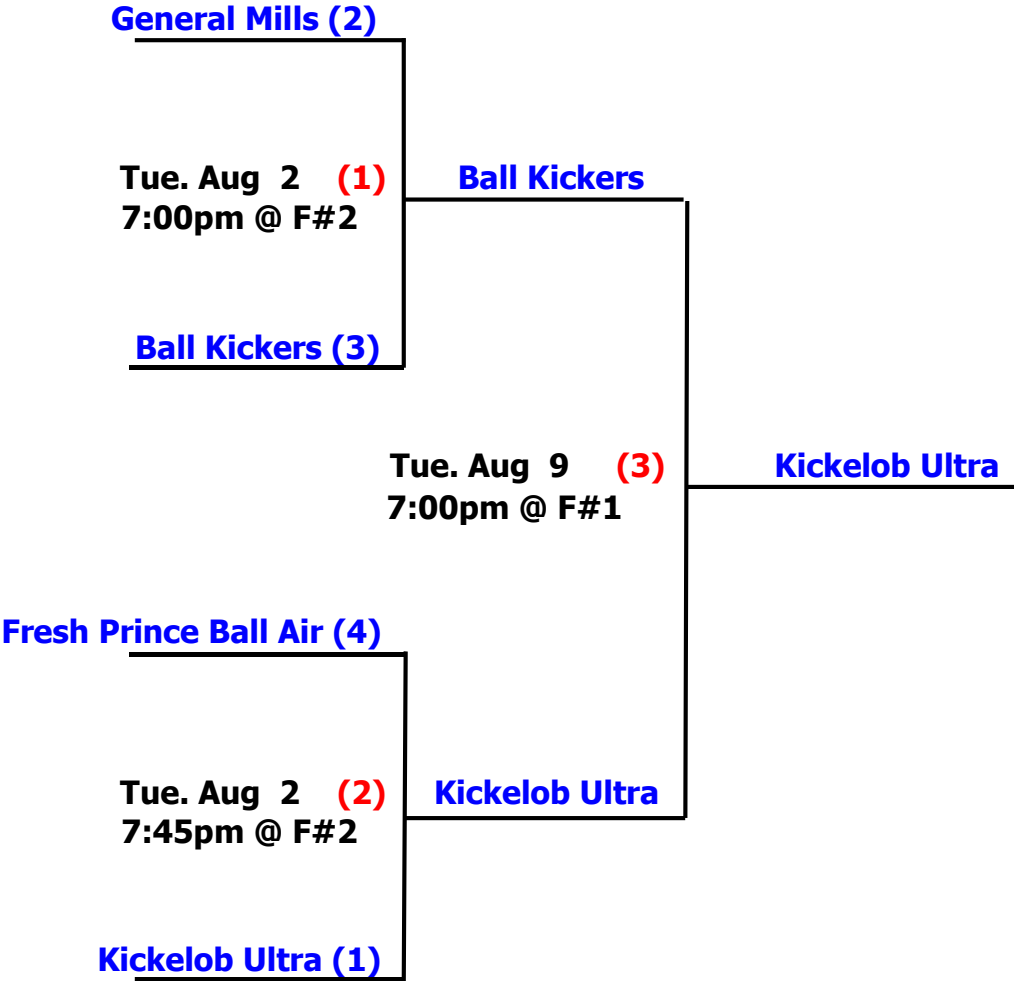 General Mills (2)
Tue. Aug  2 (1)
7:00pm @ F#2
Ball Kickers
Ball Kickers (3)
Tue. Aug  9 (3)
7:00pm @ F#1
Kickelob Ultra
Fresh Prince Ball Air (4)
Tue. Aug  2 (2)
7:45pm @ F#2
Kickelob Ultra
Kickelob Ultra (1)